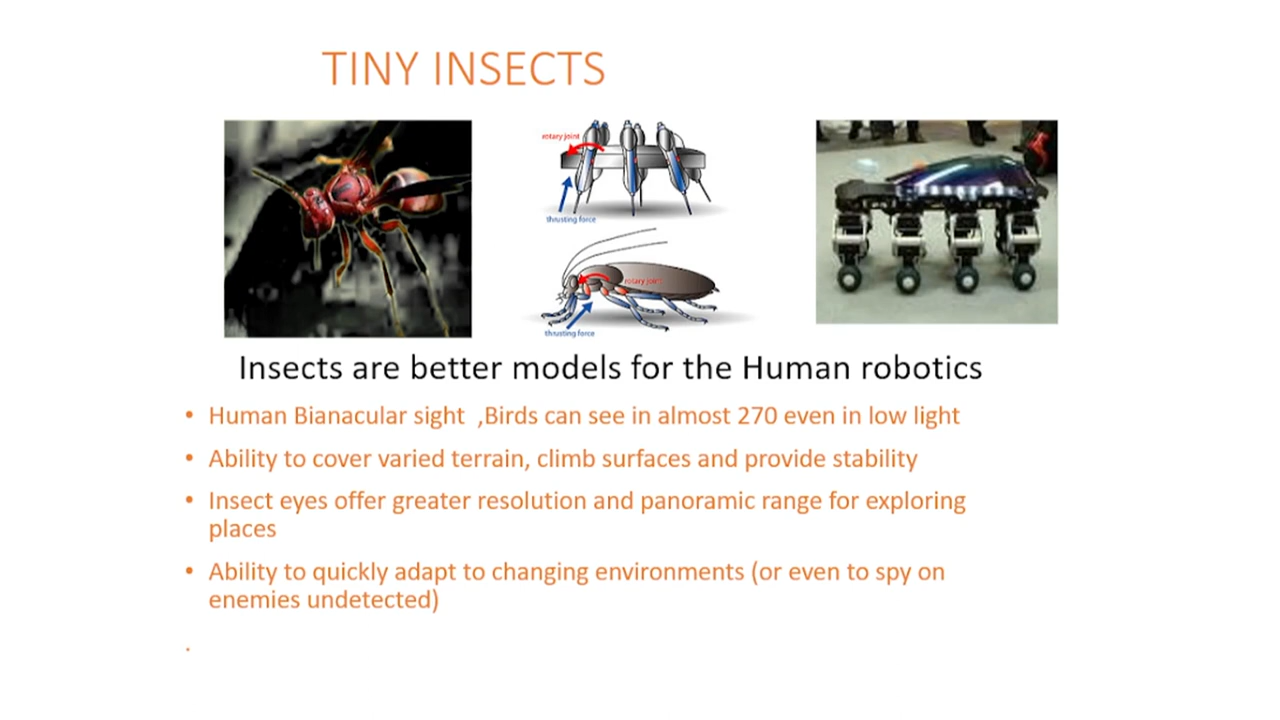 TINY INSECTS
rotary joint
thrusting force
rotary joint
thrusting force
Insects are better models for the Human robotics
• Human Bianacular sight ,Birds can see in almost 270 even in low light
• Ability to cover varied terrain, climb surfaces and provide stability
• Insect eyes offer greater resolution and panoramic range for exploring
places
• Ability to quickly adapt to changing environments (or even to spy on
enemies undetected)